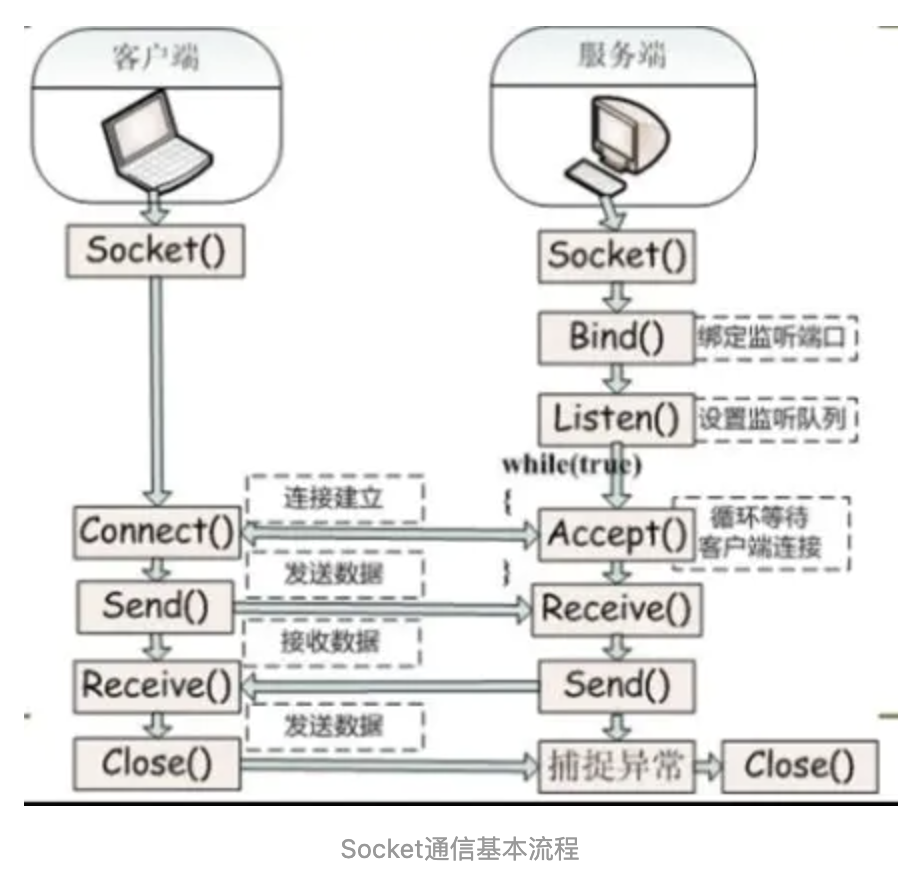 客户端
服务端
Socket()
Socket()
Bind()
绑定监听端口
Listen()
设置监听队列
while(true)
{
连接建立
Connect()
Accept()
循环等待
客户端连接
}
发送数据
Send()
Receive()
接收数据
Receive()
Send()
发送数据
Close()
捕捉异常
Close()
Socket通信基本流程